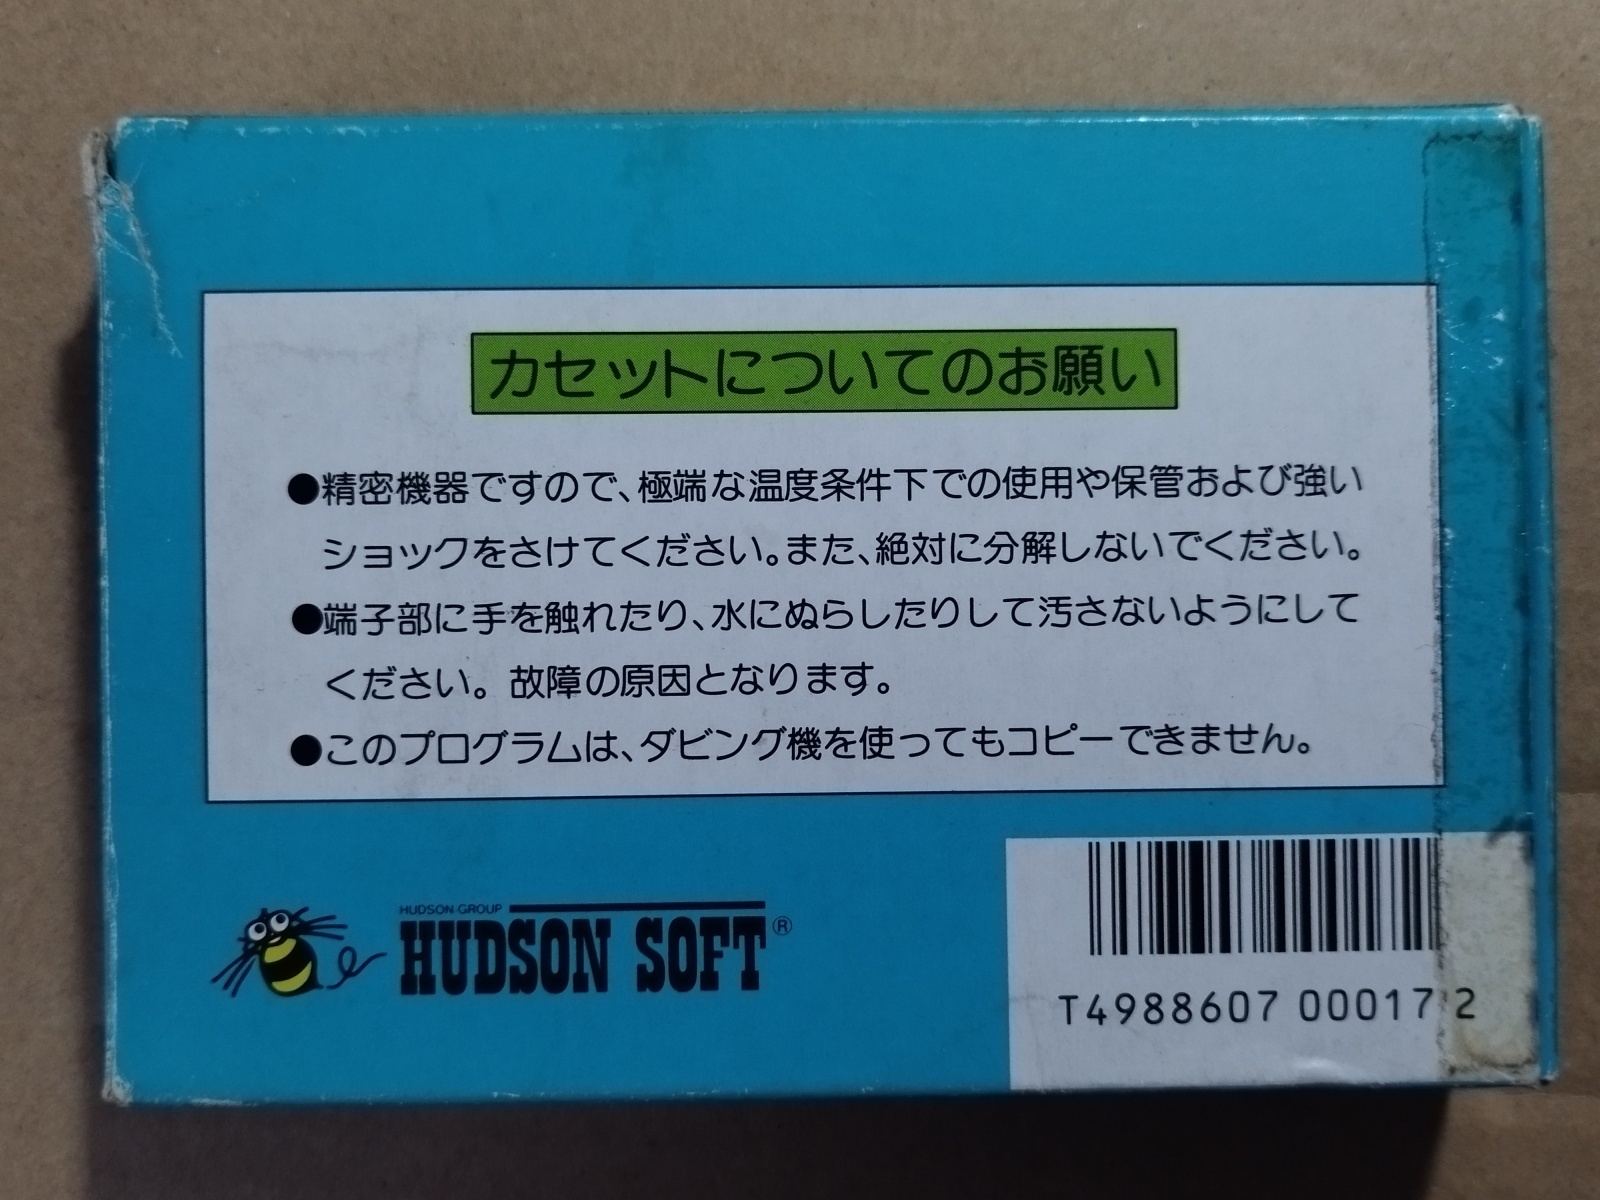 カセットについてのお願い
●精密機器ですので、極端な温度条件下での使用や保管および強い
ショックをさけてください。また、絶対に分解しないでください。
●端子部に手を触れたり、水にぬらしたりして汚さないようにして
ください。故障の原因となります。
●このプログラムは、ダビング機を使ってもコピーできません。
HUDSON GROUP
HUDSON SOFT®
T4988607 000172